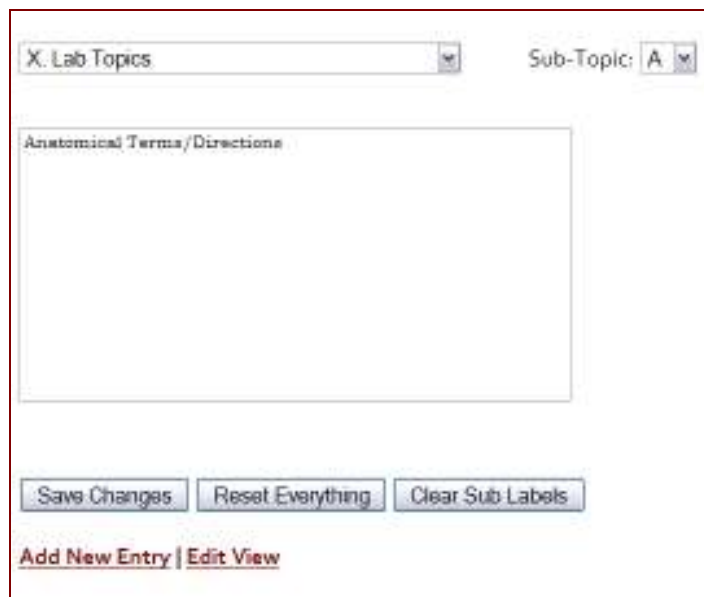 X. Lab Topics Sub-Topic: A
Anatomical Terms/Directions
Save Changes Reset Everything Clear Sub Labels
Add New Entry | Edit View